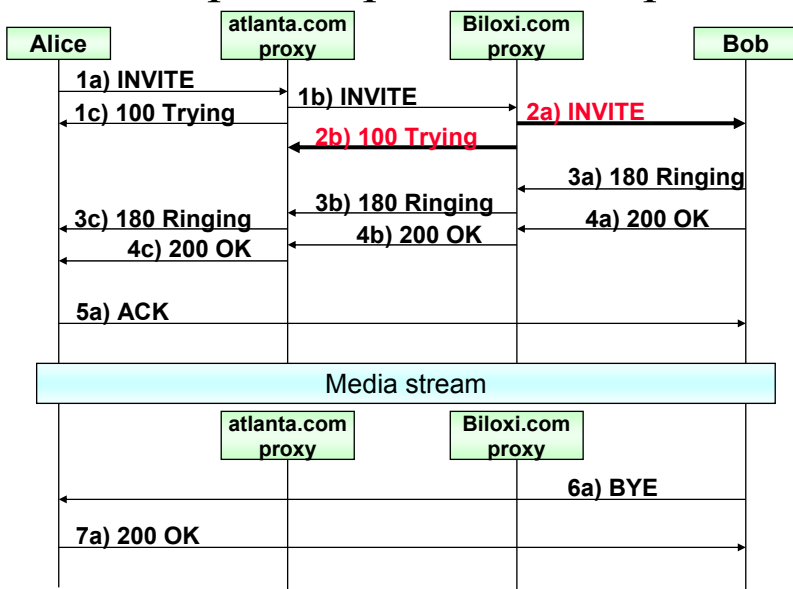 Alice
atlanta.com
proxy
Biloxi.com
proxy
Bob
1a) INVITE
1b) INVITE
1c) 100 Trying
2a) INVITE
2b) 100 Trying
3a) 180 Ringing
3b) 180 Ringing
3c) 180 Ringing
4a) 200 OK
4b) 200 OK
4c) 200 OK
5a) ACK
Media stream
atlanta.com
proxy
Biloxi.com
proxy
6a) BYE
7a) 200 OK